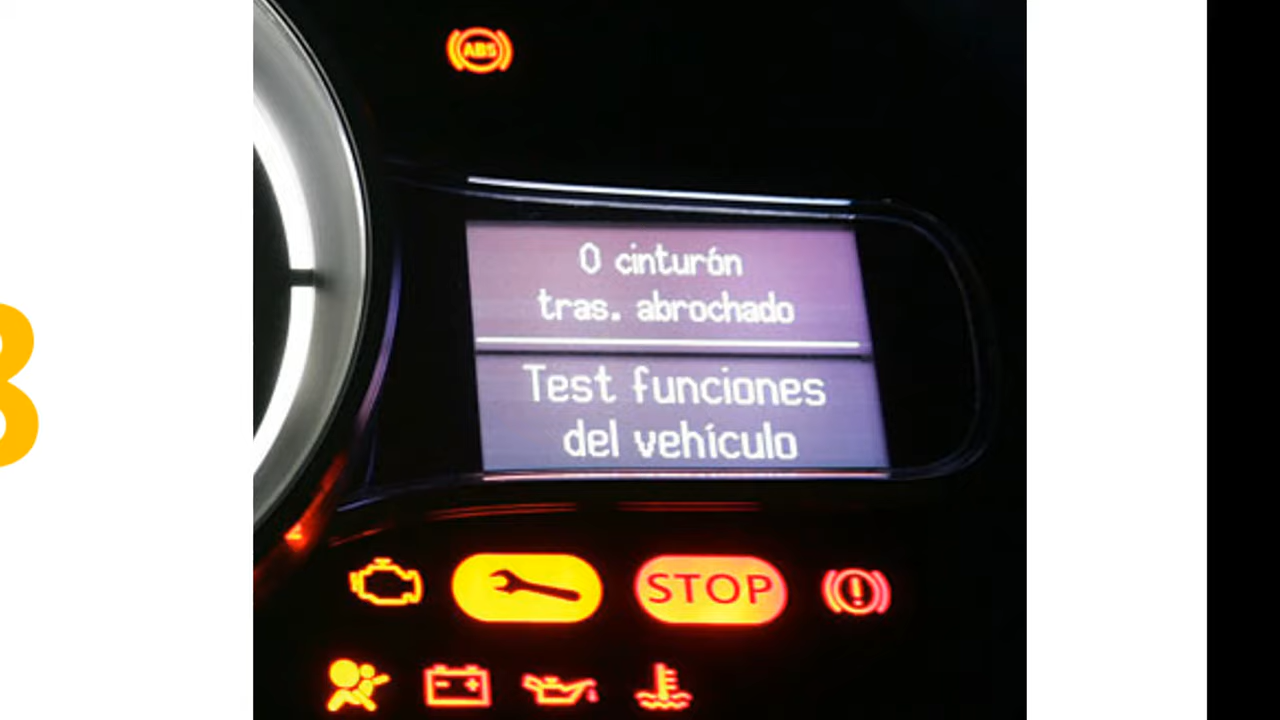 ABS
0 cinturón
tras. abrochado
Test funciones
del vehículo
STOP